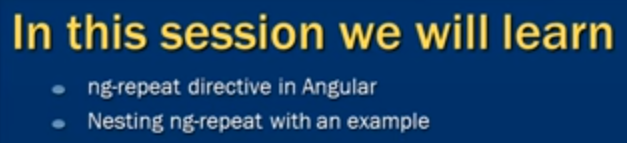 In this session we will learn
ng-repeat directive in Angular
Nesting ng-repeat with an example